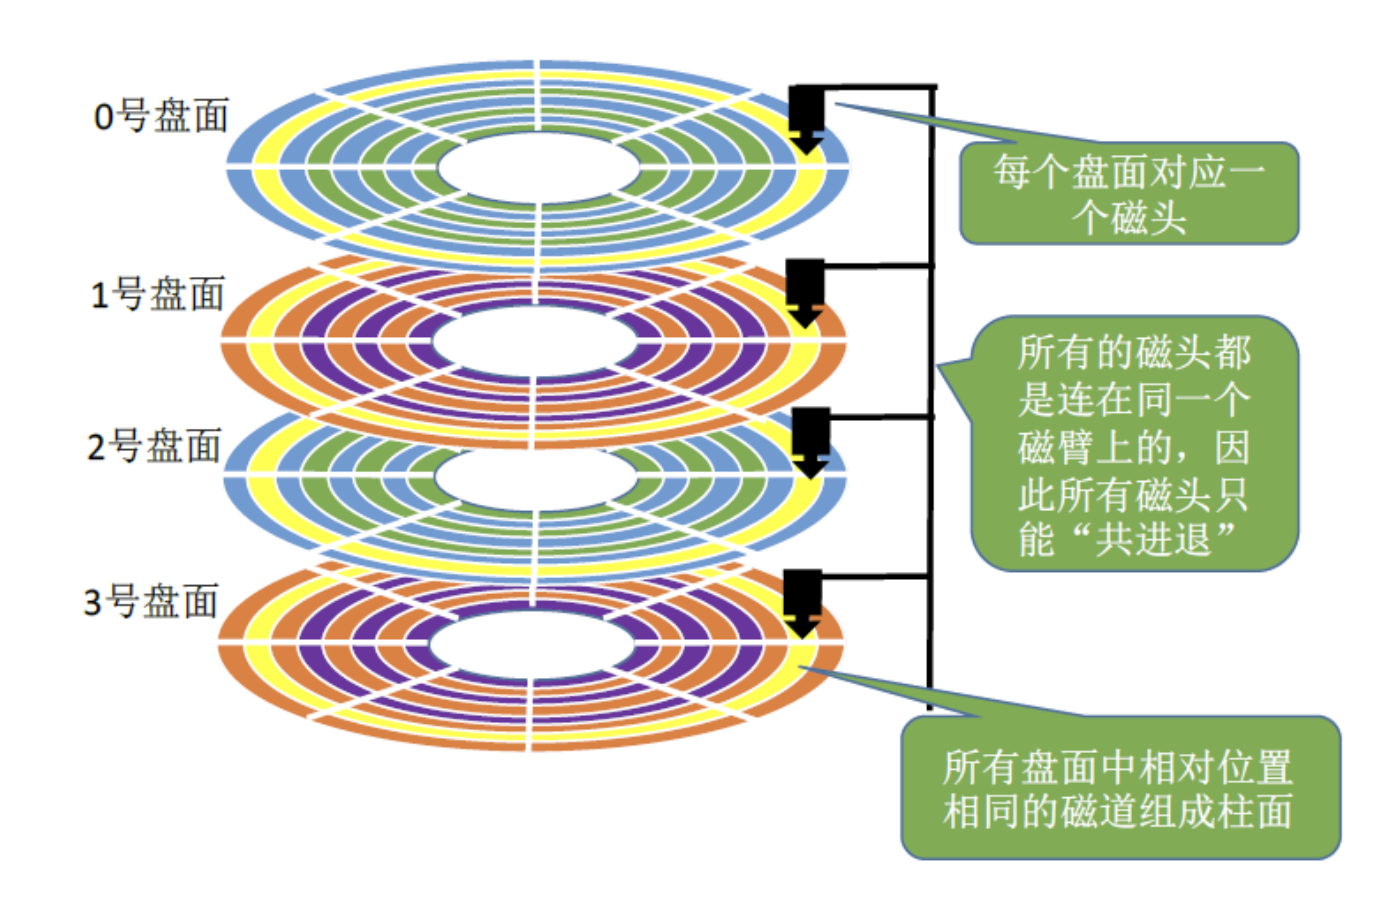 0号盘面
每个盘面对应一
个磁头
1号盘面
所有的磁头都
是连在同一个
磁臂上的，因
此所有磁头只
能“共进退”
2号盘面
3号盘面
所有盘面中相对位置
相同的磁道组成柱面